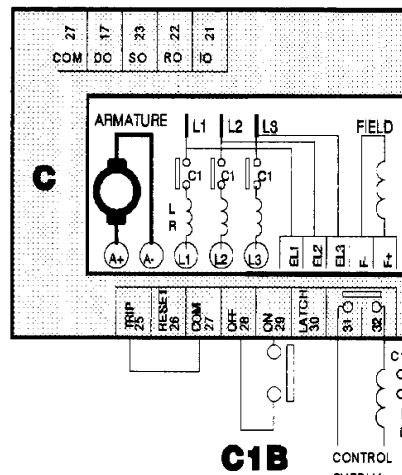 27 17 23 22 21
COM DO SO RO IO
ARMATURE L1 L2 L3 FIELD
C
C1 C1 C1
L
R
A+ A- L1 L2 L3 EL1 EL2 EL3 F- F+
TRIP RESET COM OFF ON LATCH
25 26 27 28 29 30 31 32
C1B
CONTROL